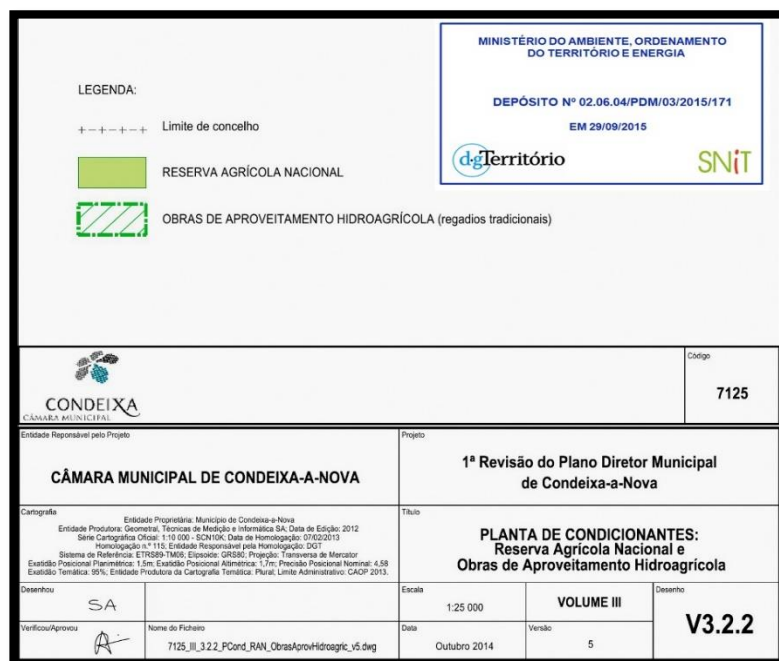 MINISTÉRIO DO AMBIENTE, ORDENAMENTO
DO TERRITÓRIO E ENERGIA
DEPÓSITO Nº 02.06.04/PDM/03/2015/171
EM 29/09/2015
dgTerritório
SNiT
LEGENDA:
Limite de concelho
RESERVA AGRÍCOLA NACIONAL
OBRAS DE APROVEITAMENTO HIDROAGRÍCOLA (regadios tradicionais)
CONDEIXA
CÂMARA MUNICIPAL
Código
7125
Entidade Reponsável pelo Projeto
CÂMARA MUNICIPAL DE CONDEIXA-A-NOVA
Projeto
1ª Revisão do Plano Diretor Municipal
de Condeixa-a-Nova
Cartografia
Entidade Proprietária: Município de Condeixa-a-Nova
Entidade Produtora: Geometral, Técnicas de Medição e Informática SA; Data de Edição: 2012
Série Cartográfica Oficial: 1:10 000 - SCN10K; Data de Homologação: 07/02/2013
Homologação n.º 115; Entidade Responsável pela Homologação: DGT
Sistema de Referência: ETRS89-TM06; Elipsoide: GRS80; Projeção: Transversa de Mercator
Exatidão Posicional Planimétrica: 1,5m; Exatidão Posicional Altimétrica: 1,7m; Precisão Posicional Nominal: 4,58
Exatidão Temática: 95%; Entidade Produtora da Cartografia Temática: Plural; Limite Administrativo: CAOP 2013.
Título
PLANTA DE CONDICIONANTES:
Reserva Agrícola Nacional e
Obras de Aproveitamento Hidroagrícola
Desenhou
SA
Escala
1:25 000
VOLUME III
Desenho
V3.2.2
Verificou/Aprovou
Nome do Ficheiro
7125_III_3.2.2_PCond_RAN_ObrasAprovHidroagric_v5.dwg
Data
Outubro 2014
Versão
5